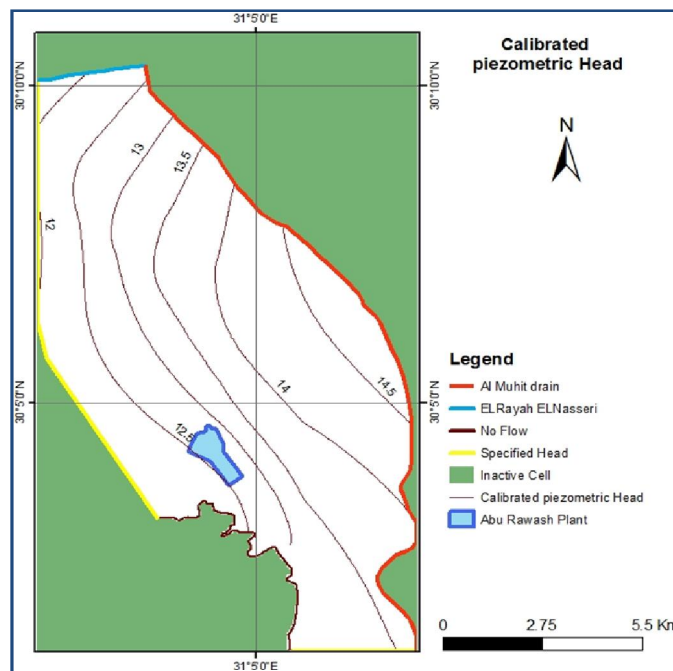 31°5'0"E
Calibrated
piezometric Head
30°10'0"N
30°10'0"N
N
13
13.5
12
14
14.5
30°5'0"N
30°5'0"N
12.5
31°5'0"E
Legend
Al Muhit drain
ELRayah ELNasseri
No Flow
Specified Head
Inactive Cell
Calibrated piezometric Head
Abu Rawash Plant
0 2.75 5.5 Km